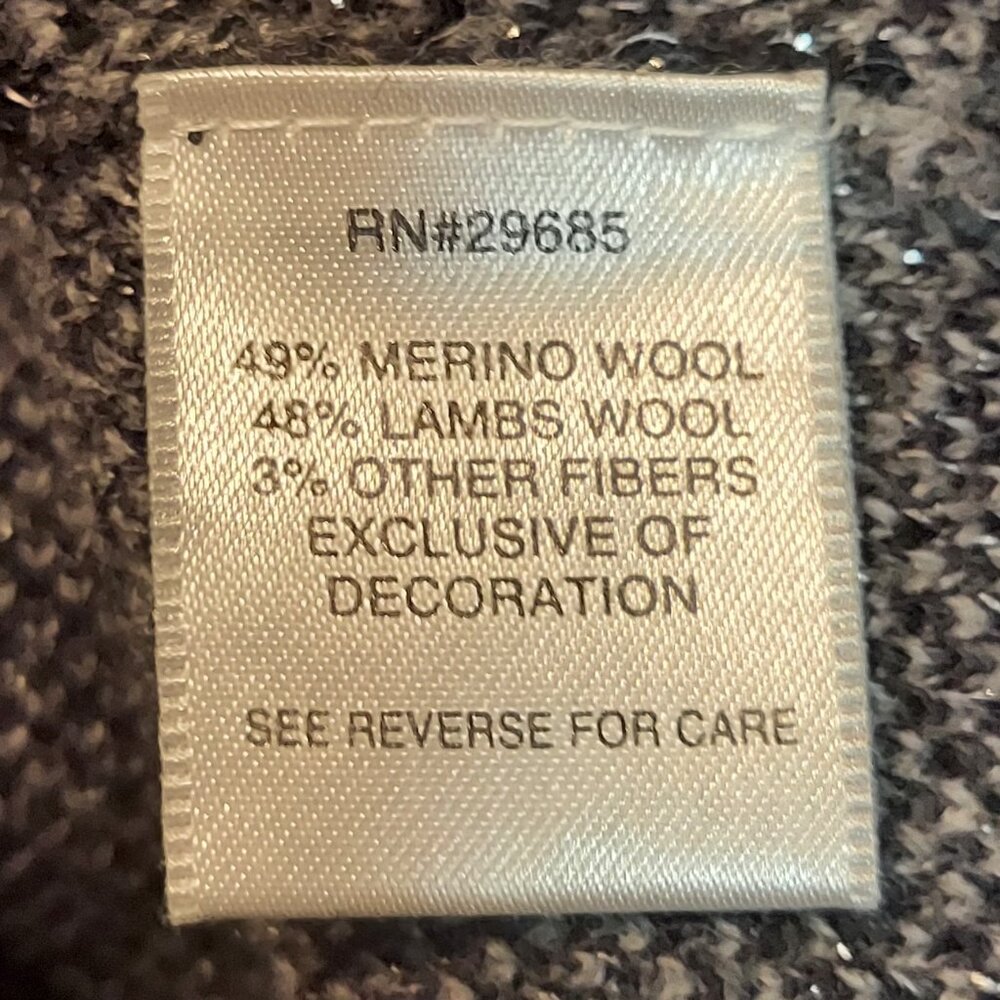 RN#29685
49% MERINO WOOL
48% LAMBS WOOL
3% OTHER FIBERS
EXCLUSIVE OF
DECORATION
SEE REVERSE FOR CARE